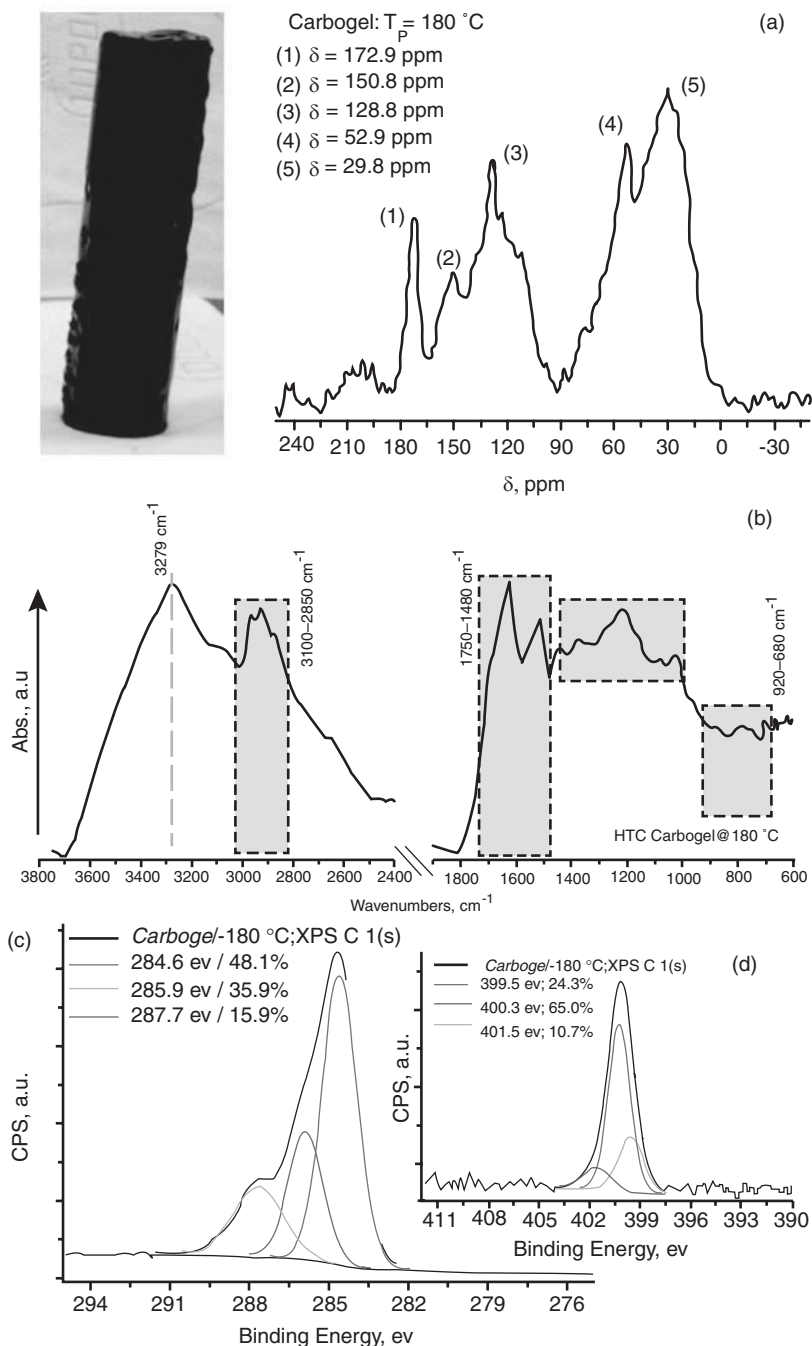 Carbogel: T_P = 180 ˚C
(a)
(1) δ = 172.9 ppm
(2) δ = 150.8 ppm
(3) δ = 128.8 ppm
(4) δ = 52.9 ppm
(5) δ = 29.8 ppm
(1)
(2)
(3)
(4)
(5)
240 210 180 150 120 90 60 30 0 -30
δ, ppm
(b)
Abs., a.u
3279 cm⁻¹
3100–2850 cm⁻¹
1750–1480 cm⁻¹
920–680 cm⁻¹
HTC Carbogel@180 ˚C
3800 3600 3400 3200 3000 2800 2600 2400 1800 1600 1400 1200 1000 800 600
Wavenumbers, cm⁻¹
(c)
Carbogel-180 °C;XPS C 1(s)
284.6 ev / 48.1%
285.9 ev / 35.9%
287.7 ev / 15.9%
CPS, a.u.
294 291 288 285 282 279 276
Binding Energy, ev
(d)
Carbogel-180 °C;XPS C 1(s)
399.5 ev; 24.3%
400.3 ev; 65.0%
401.5 ev; 10.7%
CPS, a.u.
411 408 405 402 399 396 393 390
Binding Energy, ev